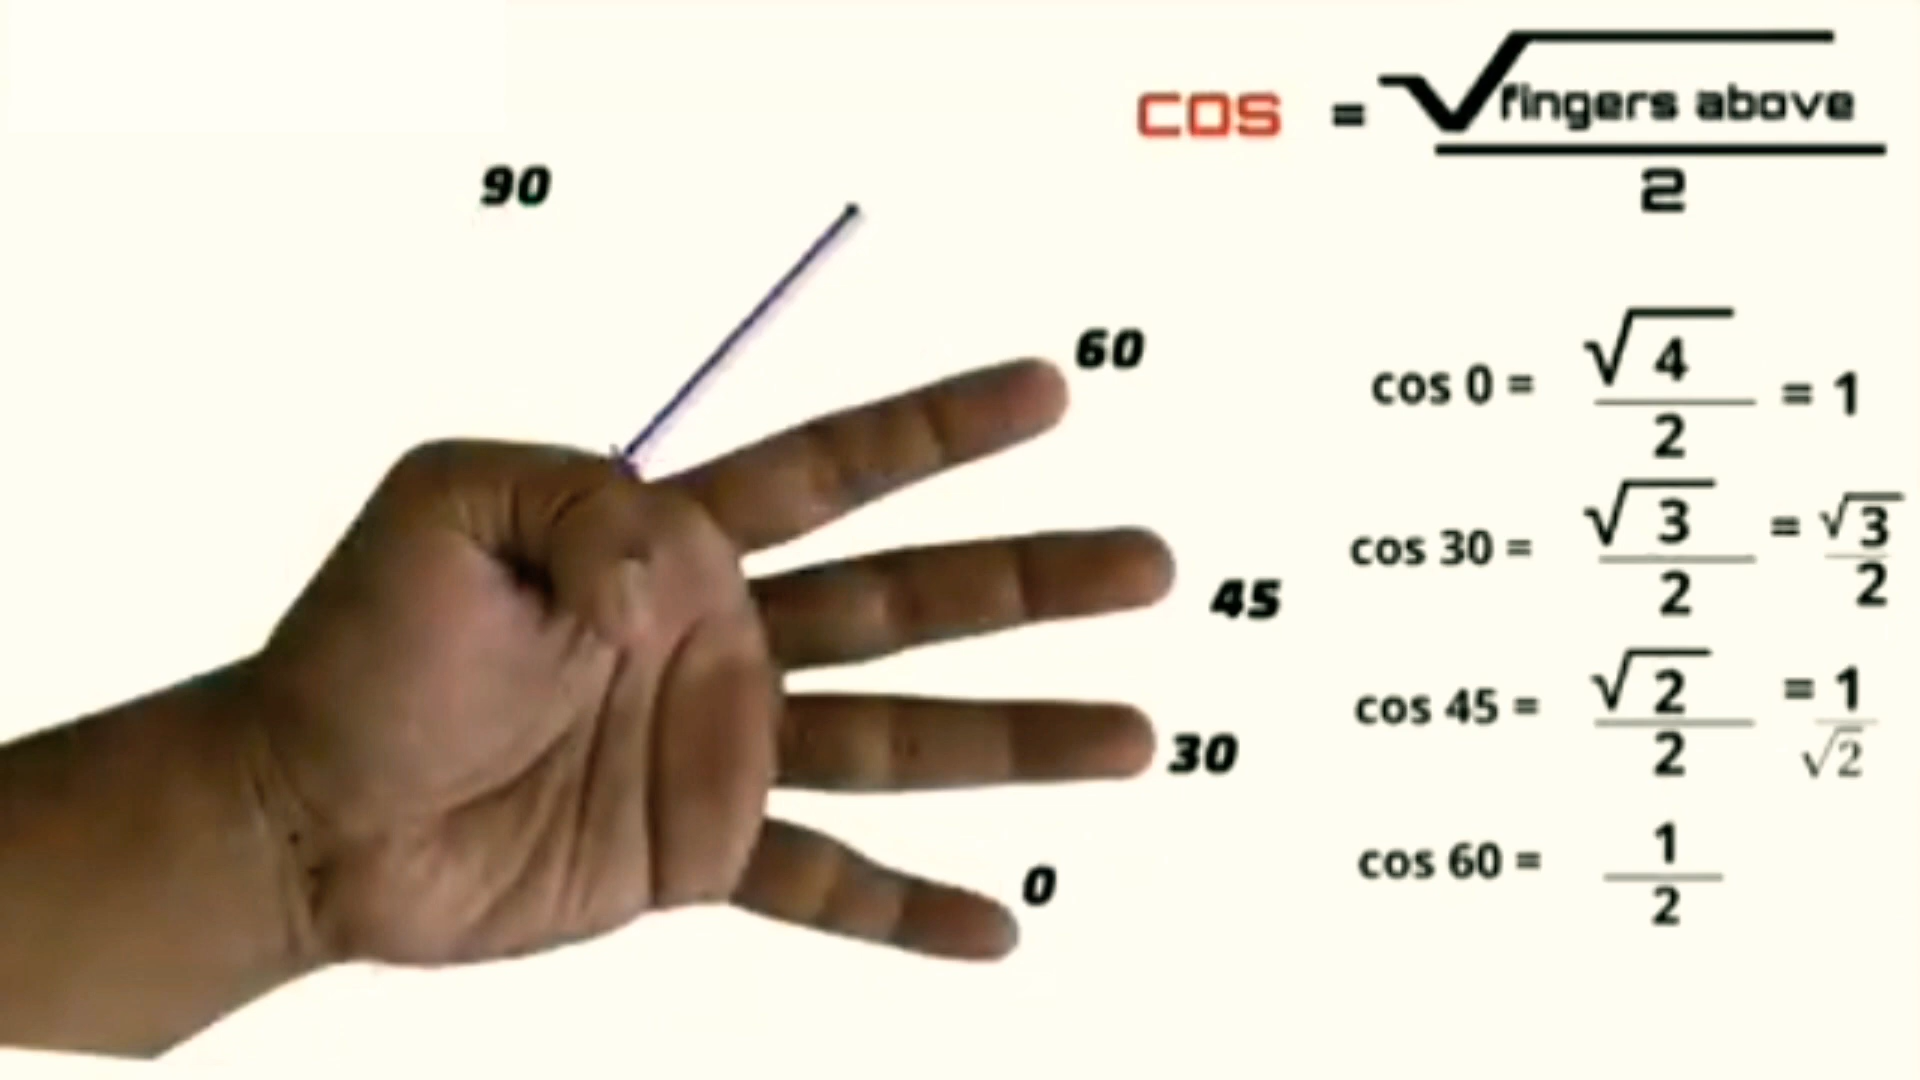 cos = √fingers above
2
90
60
45
30
0
cos 0 = √4 / 2 = 1
cos 30 = √3 / 2 = √3 / 2
cos 45 = √2 / 2 = 1 / √2
cos 60 = 1 / 2